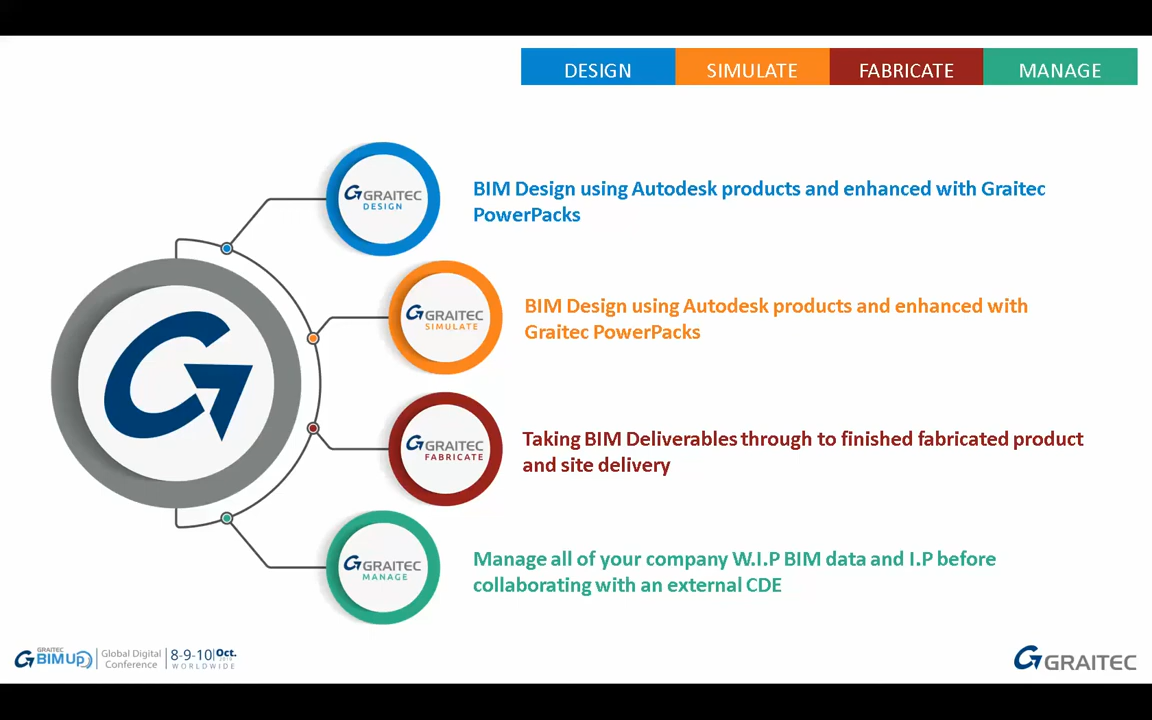 DESIGN SIMULATE FABRICATE MANAGE
GRAITEC
DESIGN
BIM Design using Autodesk products and enhanced with Graitec
PowerPacks
GRAITEC
SIMULATE
BIM Design using Autodesk products and enhanced with
Graitec PowerPacks
GRAITEC
FABRICATE
Taking BIM Deliverables through to finished fabricated product
and site delivery
GRAITEC
MANAGE
Manage all of your company W.I.P BIM data and I.P before
collaborating with an external CDE
GRAITEC
BIM UP
Global Digital
Conference
8-9-10 Oct.
WORLDWIDE
GRAITEC